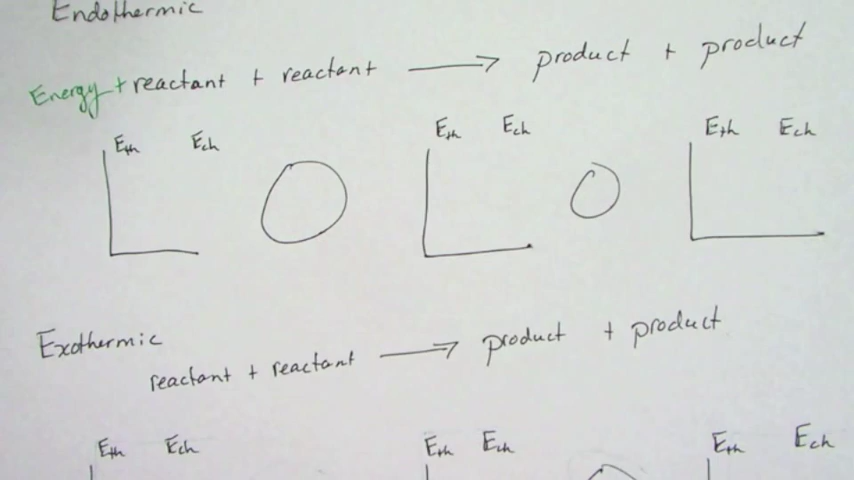 Endothermic
Energy + reactant + reactant ⟶ product + product
Eth Ech Eth Ech Eth Ech
Exothermic
reactant + reactant ⟶ product + product
Eth Ech Eth Ech Eth Ech